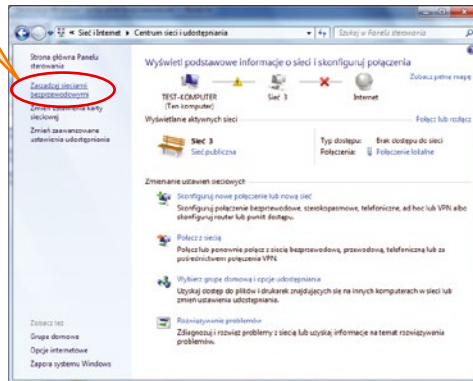 « Sieć i Internet ▸ Centrum sieci i udostępniania
Szukaj w Panelu sterowania
Strona główna Panelu
sterowania
Zarządzaj sieciami
bezprzewodowymi
Zmień ustawienia karty
sieciowej
Zmień zaawansowane
ustawienia udostępniania
Wyświetl podstawowe informacje o sieci i skonfiguruj połączenia
Zobacz pełne mapę
TEST-KOMPUTER
(Ten komputer)
Sieć 3
Internet
Wyświetlanie aktywnych sieci
Połącz lub rozłącz
Sieć 3
Sieć publiczna
Typ dostępu: Brak dostępu do sieci
Połączenia: Połączenie lokalne
Zmienianie ustawień sieciowych
Skonfiguruj nowe połączenie lub nową sieć
Skonfiguruj połączenie bezprzewodowe, szerokopasmowe, telefoniczne, ad hoc lub VPN albo
skonfiguruj router lub punkt dostępu.
Połącz z siecią
Połącz lub ponownie połącz z siecią bezprzewodową, przewodową, telefoniczną lub za
pośrednictwem połączenia VPN.
Wybierz grupę domową i opcje udostępniania
Uzyskaj dostęp do plików i drukarek znajdujących się na innych komputerach w sieci lub
zmień ustawienia udostępniania.
Rozwiązywanie problemów
Zdiagnozuj i rozwiąż problemy z siecią lub uzyskaj informacje na temat rozwiązywania
problemów.
Zobacz też
Grupa domowa
Opcje internetowe
Zapora systemu Windows